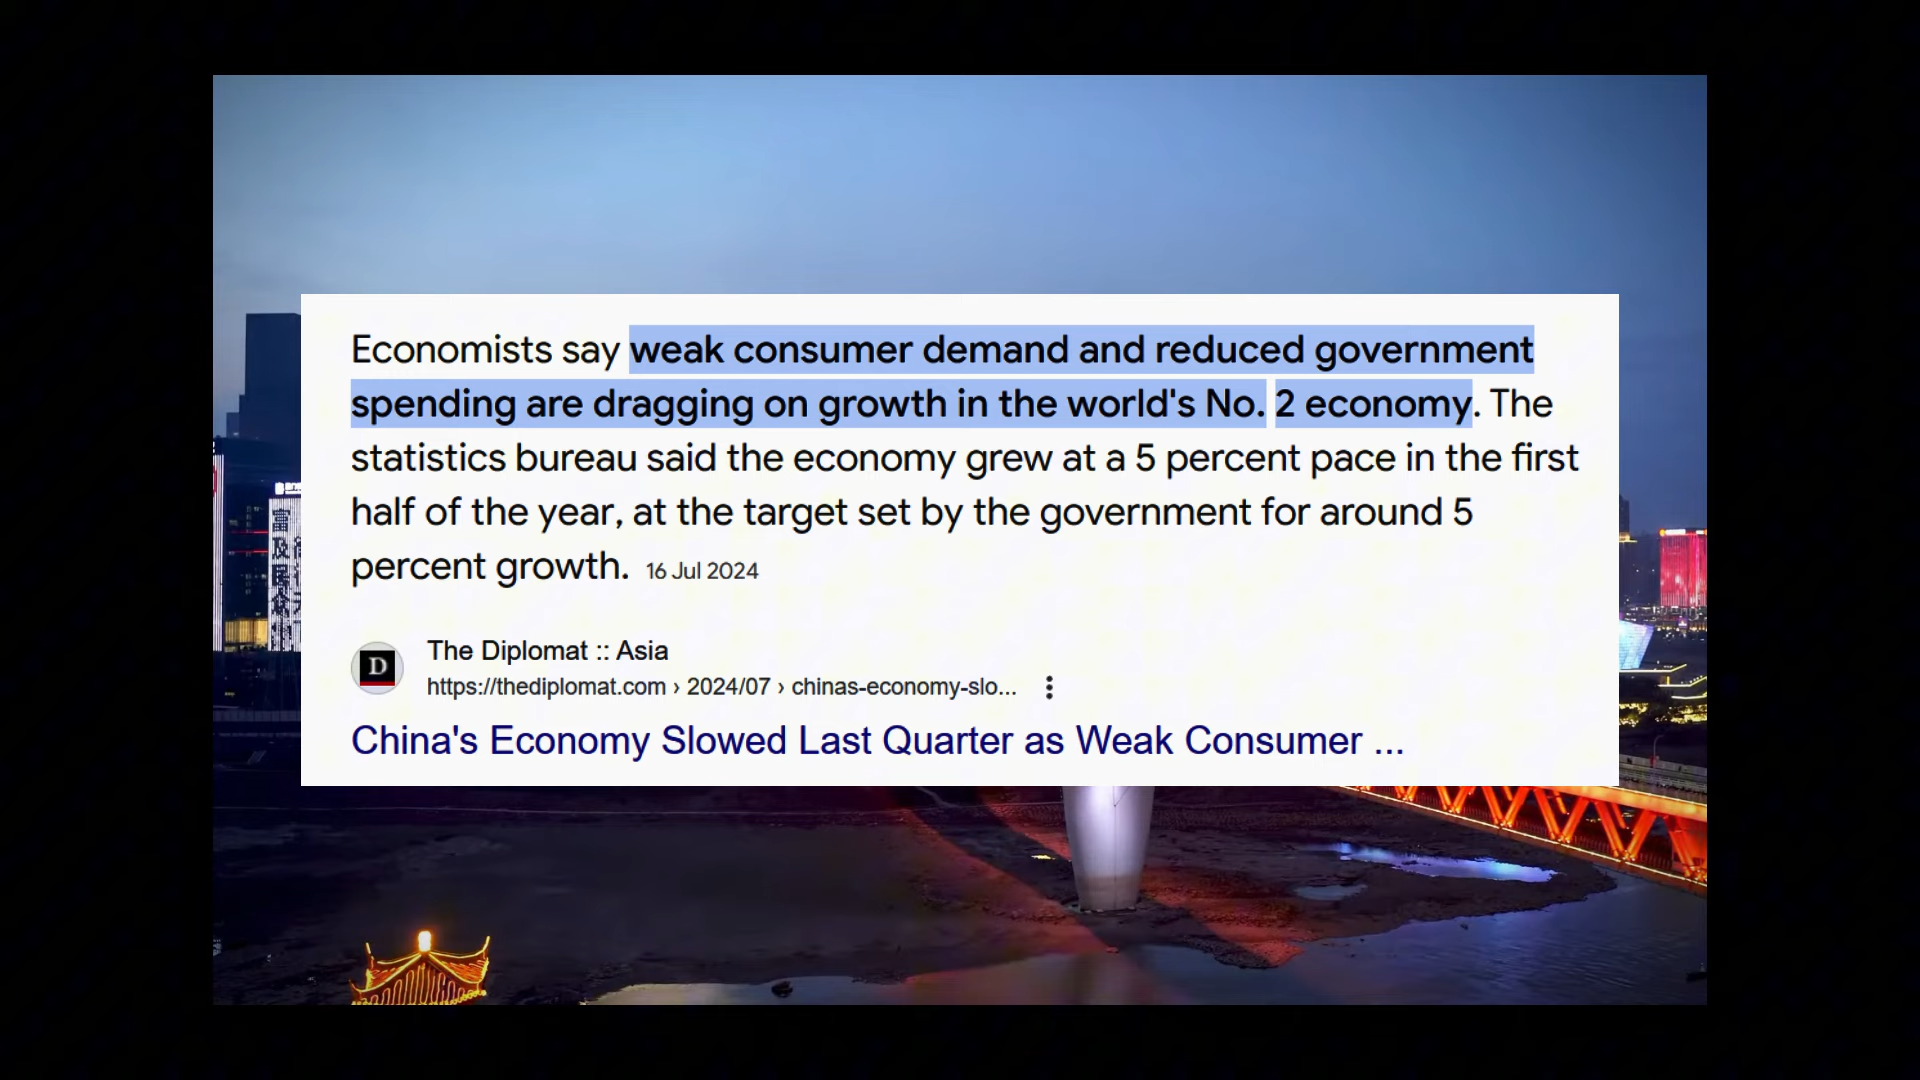 Economists say weak consumer demand and reduced government
spending are dragging on growth in the world's No. 2 economy. The
statistics bureau said the economy grew at a 5 percent pace in the first
half of the year, at the target set by the government for around 5
percent growth. 16 Jul 2024
D
The Diplomat :: Asia
https://thediplomat.com › 2024/07 › chinas-economy-slo...
China's Economy Slowed Last Quarter as Weak Consumer ...